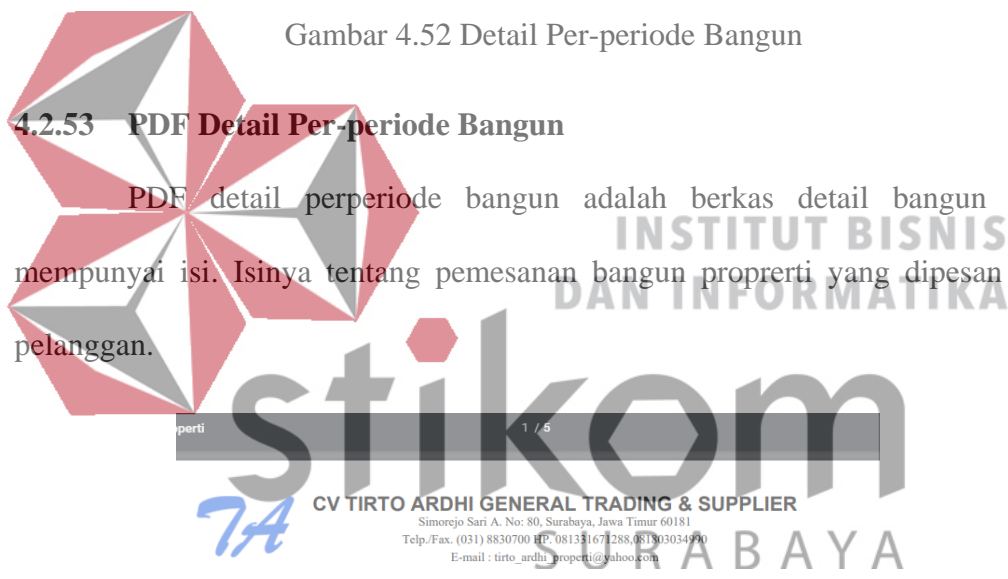 Gambar 4.52 Detail Per-periode Bangun
4.2.53 PDF Detail Per-periode Bangun
PDF detail perperiode bangun adalah berkas detail bangun
mempunyai isi. Isinya tentang pemesanan bangun proprerti yang dipesan
pelanggan.
INSTITUT BISNIS
DAN INFORMATIKA
stikom
SURABAYA
operti 1 / 5
TA
CV TIRTO ARDHI GENERAL TRADING & SUPPLIER
Simorejo Sari A. No: 80, Surabaya, Jawa Timur 60181
Telp./Fax. (031) 8830700 HP. 081331671288,081803034990
E-mail : tirto_ardhi_properti@yahoo.com